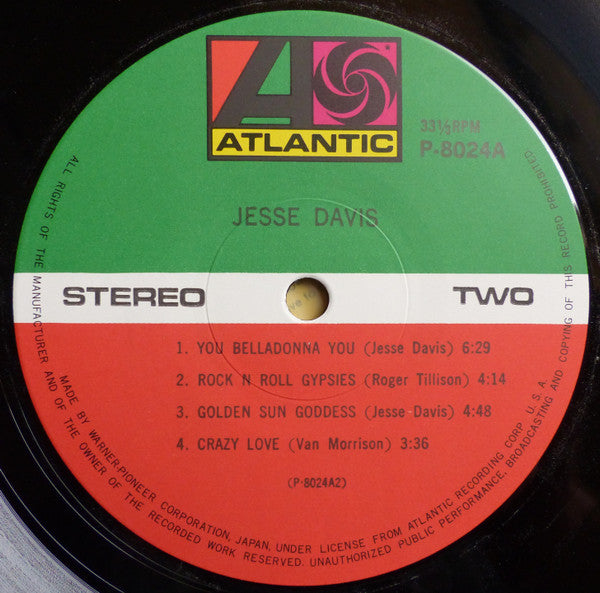 ATLANTIC
33⅓RPM
P-8024A
JESSE DAVIS
STEREO
TWO
1. YOU BELLADONNA YOU (Jesse Davis) 6:29
2. ROCK N ROLL GYPSIES (Roger Tillison) 4:14
3. GOLDEN SUN GODDESS (Jesse Davis) 4:48
4. CRAZY LOVE (Van Morrison) 3:36
(P-8024A2)
ALL RIGHTS OF THE MANUFACTURER AND OF THE OWNER OF THE RECORDED WORK RESERVED. UNAUTHORIZED PUBLIC PERFORMANCE, BROADCASTING AND COPYING OF THIS RECORD PROHIBITED
MADE BY WARNER-PIONEER CORPORATION, JAPAN, UNDER LICENSE FROM ATLANTIC RECORDING CORP. U.S.A.